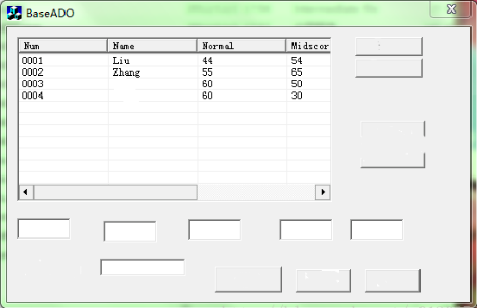 BaseADO
Num Name Normal Midscor
0001 Liu 44 54
0002 Zhang 55 65
0003 60 50
0004 60 30